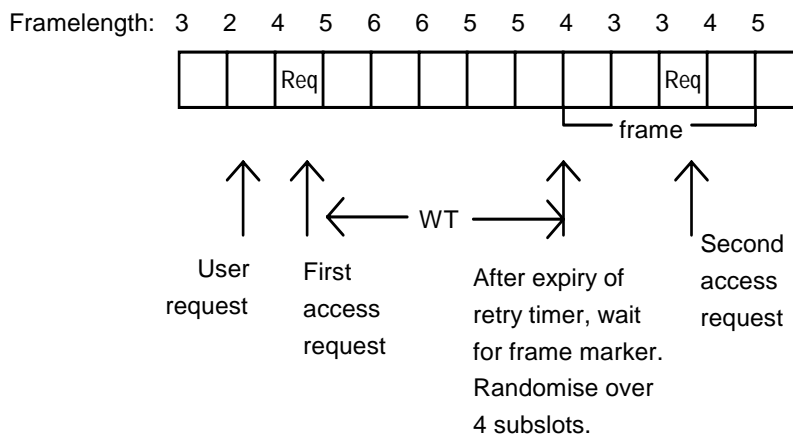 Framelength: 3 2 4 5 6 6 5 5 4 3 3 4 5
Req Req
frame
WT
User
request
First
access
request
After expiry of
retry timer, wait
for frame marker.
Randomise over
4 subslots.
Second
access
request